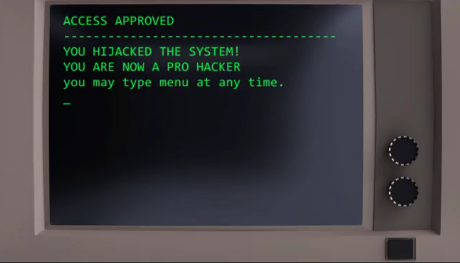 ACCESS APPROVED
------------------------------------
YOU HIJACKED THE SYSTEM!
YOU ARE NOW A PRO HACKER
you may type menu at any time.
_